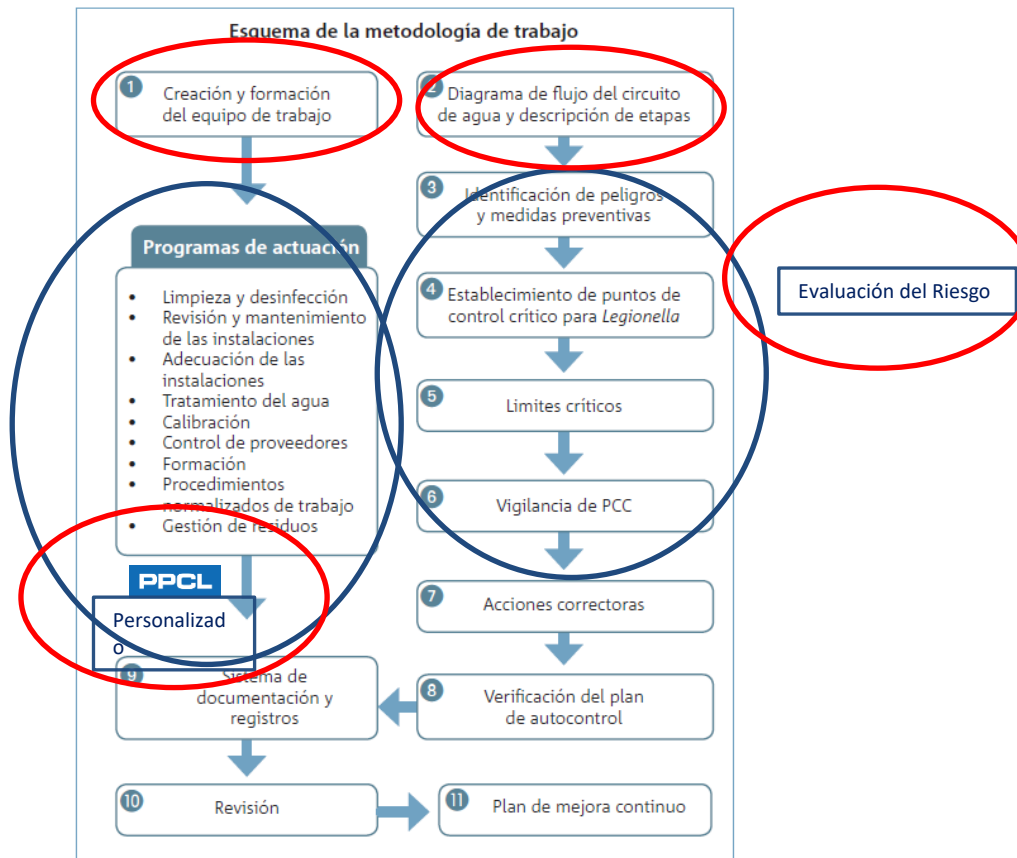 Esquema de la metodología de trabajo
1
Creación y formación
del equipo de trabajo
2
Diagrama de flujo del circuito
de agua y descripción de etapas
3
Identificación de peligros
y medidas preventivas
Programas de actuación
• Limpieza y desinfección
• Revisión y mantenimiento
de las instalaciones
• Adecuación de las
instalaciones
• Tratamiento del agua
• Calibración
• Control de proveedores
• Formación
• Procedimientos
normalizados de trabajo
• Gestión de residuos
4
Establecimiento de puntos de
control crítico para Legionella
Evaluación del Riesgo
5
Limites críticos
6
Vigilancia de PCC
PPCL
Personalizad
o
7
Acciones correctoras
9
Sistema de
documentación y
registros
8
Verificación del plan
de autocontrol
10
Revisión
11
Plan de mejora continuo